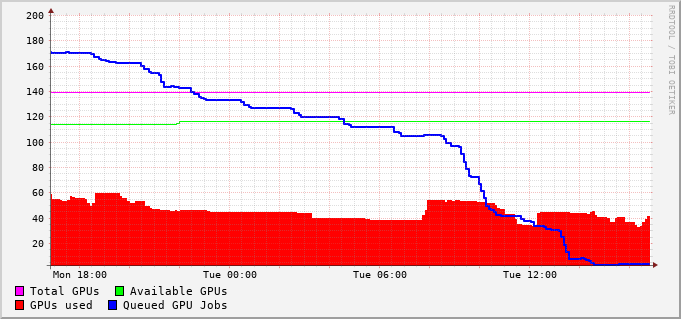 200
180
160
140
120
100
80
60
40
20
Mon 18:00 Tue 00:00 Tue 06:00 Tue 12:00
Total GPUs Available GPUs
GPUs used Queued GPU Jobs
RRDTOOL / TOBI OETIKER